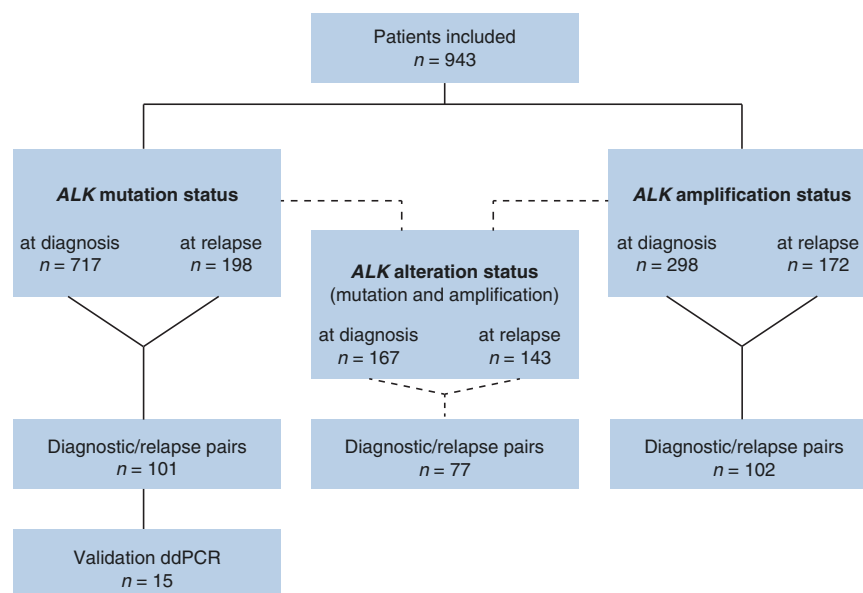 Patients included
n = 943
ALK mutation status
at diagnosis
n = 717
at relapse
n = 198
ALK alteration status
(mutation and amplification)
at diagnosis
n = 167
at relapse
n = 143
ALK amplification status
at diagnosis
n = 298
at relapse
n = 172
Diagnostic/relapse pairs
n = 101
Diagnostic/relapse pairs
n = 77
Diagnostic/relapse pairs
n = 102
Validation ddPCR
n = 15